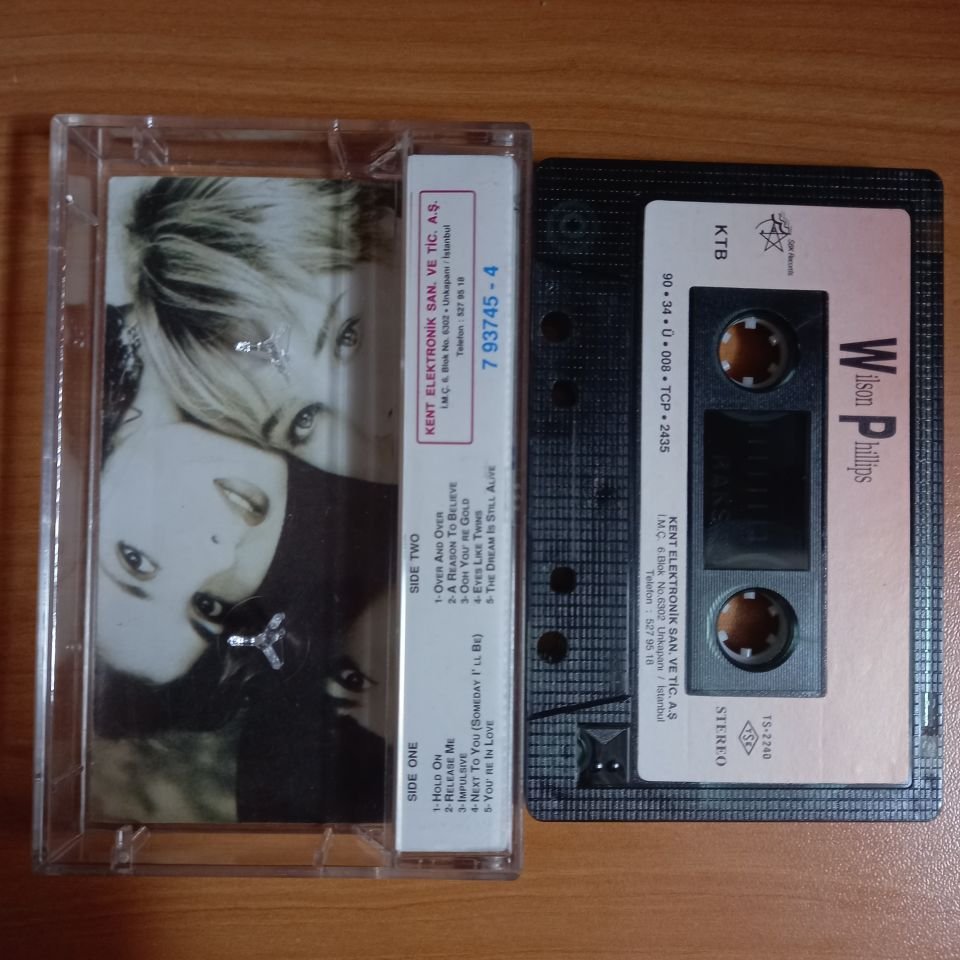 KENT ELEKTRONİK SAN. VE TİC. A.Ş.
İ.M.Ç. 6. Blok No. 6302 • Unkapanı / İstanbul
Telefon : 527 95 18
7 93745 - 4
SIDE ONE
1- HOLD ON
2- RELEASE ME
3- IMPULSIVE
4- NEXT TO YOU (SOMEDAY I' LL BE)
5- YOU' RE IN LOVE
SIDE TWO
1- OVER AND OVER
2- A REASON TO BELIEVE
3- OOH YOU' RE GOLD
4- EYES LIKE TWINS
5- THE DREAM IS STILL ALIVE
Wilson Phillips
SBK Records
KTB
90 • 34 • Ü • 008 • TCP • 2435
RAKS
KENT ELEKTRONİK SAN. VE TİC. A.Ş
İ.M.Ç. 6.Blok No.6302 Unkapanı / İstanbul
Telefon : 527 95 18
TS-2240
TSE
STEREO